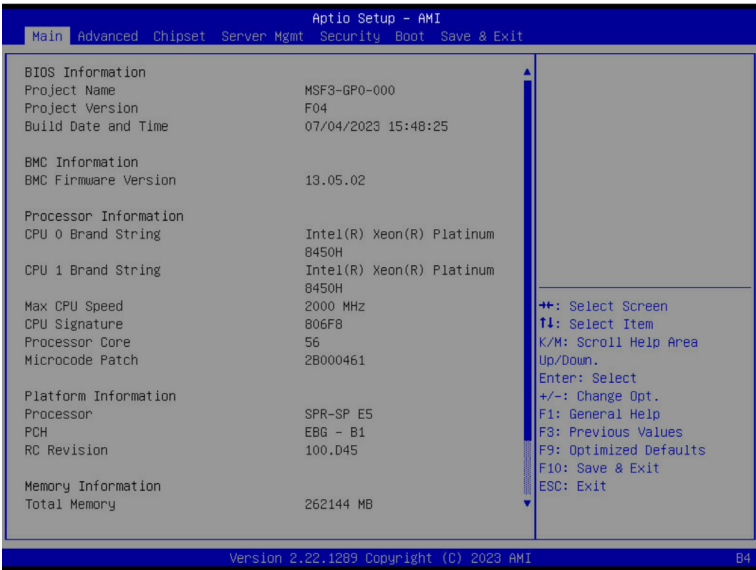 Aptio Setup – AMI
Main Advanced Chipset Server Mgmt Security Boot Save & Exit
BIOS Information
Project Name MSF3-GP0-000
Project Version F04
Build Date and Time 07/04/2023 15:48:25
BMC Information
BMC Firmware Version 13.05.02
Processor Information
CPU 0 Brand String Intel(R) Xeon(R) Platinum
8450H
CPU 1 Brand String Intel(R) Xeon(R) Platinum
8450H
Max CPU Speed 2000 MHz
CPU Signature 806F8
Processor Core 56
Microcode Patch 2B000461
Platform Information
Processor SPR-SP E5
PCH EBG - B1
RC Revision 100.D45
Memory Information
Total Memory 262144 MB
→←: Select Screen
↑↓: Select Item
K/M: Scroll Help Area
Up/Down.
Enter: Select
+/-: Change Opt.
F1: General Help
F3: Previous Values
F9: Optimized Defaults
F10: Save & Exit
ESC: Exit
Version 2.22.1289 Copyright (C) 2023 AMI
B4